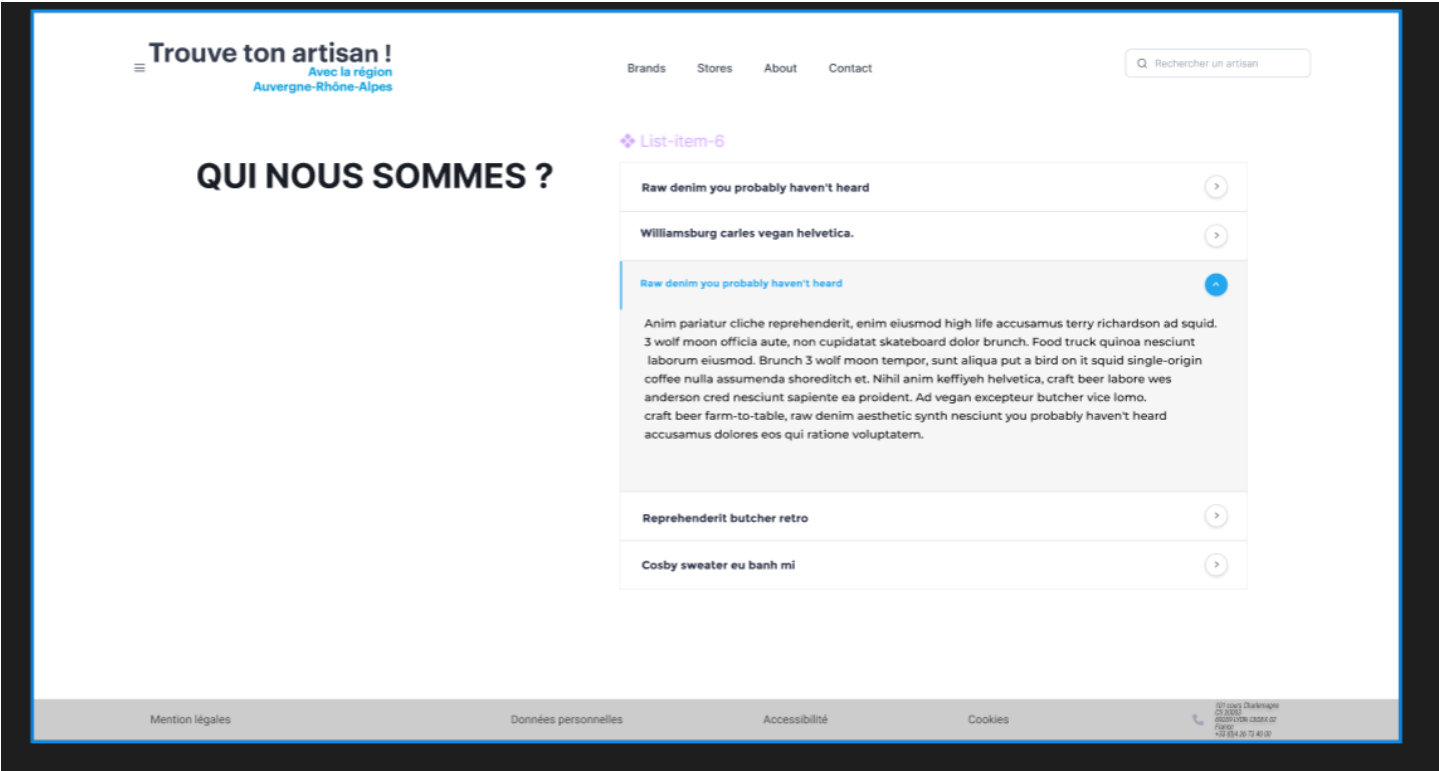 Trouve ton artisan !
Avec la région
Auvergne-Rhône-Alpes
Brands
Stores
About
Contact
Rechercher un artisan
QUI NOUS SOMMES ?
List-item-6
Raw denim you probably haven't heard
Williamsburg carles vegan helvetica.
Raw denim you probably haven't heard
Anim pariatur cliche reprehenderit, enim eiusmod high life accusamus terry richardson ad squid.
3 wolf moon officia aute, non cupidatat skateboard dolor brunch. Food truck quinoa nesciunt
laborum eiusmod. Brunch 3 wolf moon tempor, sunt aliqua put a bird on it squid single-origin
coffee nulla assumenda shoreditch et. Nihil anim keffiyeh helvetica, craft beer labore wes
anderson cred nesciunt sapiente ea proident. Ad vegan excepteur butcher vice lomo.
craft beer farm-to-table, raw denim aesthetic synth nesciunt you probably haven't heard
accusamus dolores eos qui ratione voluptatem.
Reprehenderit butcher retro
Cosby sweater eu banh mi
Mention légales
Données personnelles
Accessibilité
Cookies
101 cours Charlemagne
France